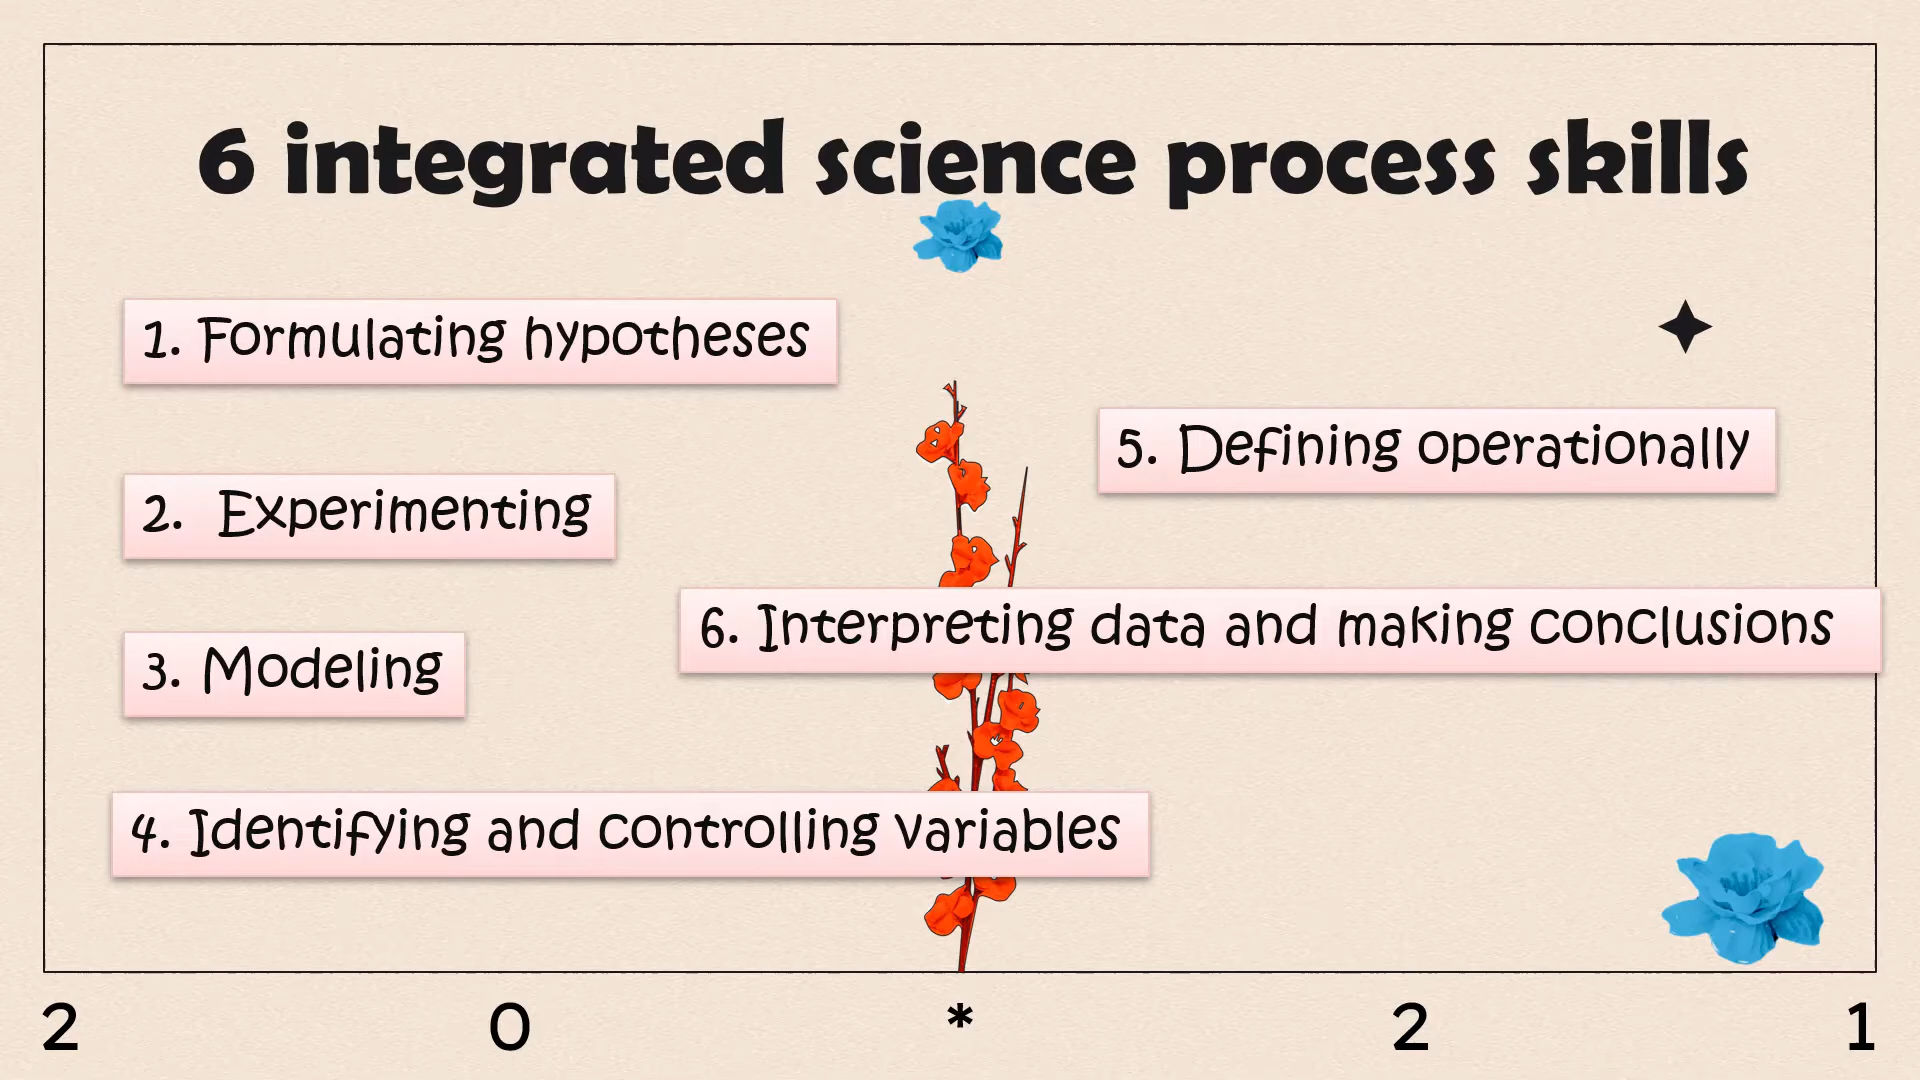 6 integrated science process skills
1. Formulating hypotheses
2. Experimenting
3. Modeling
4. Identifying and controlling variables
5. Defining operationally
6. Interpreting data and making conclusions
2 0 * 2 1